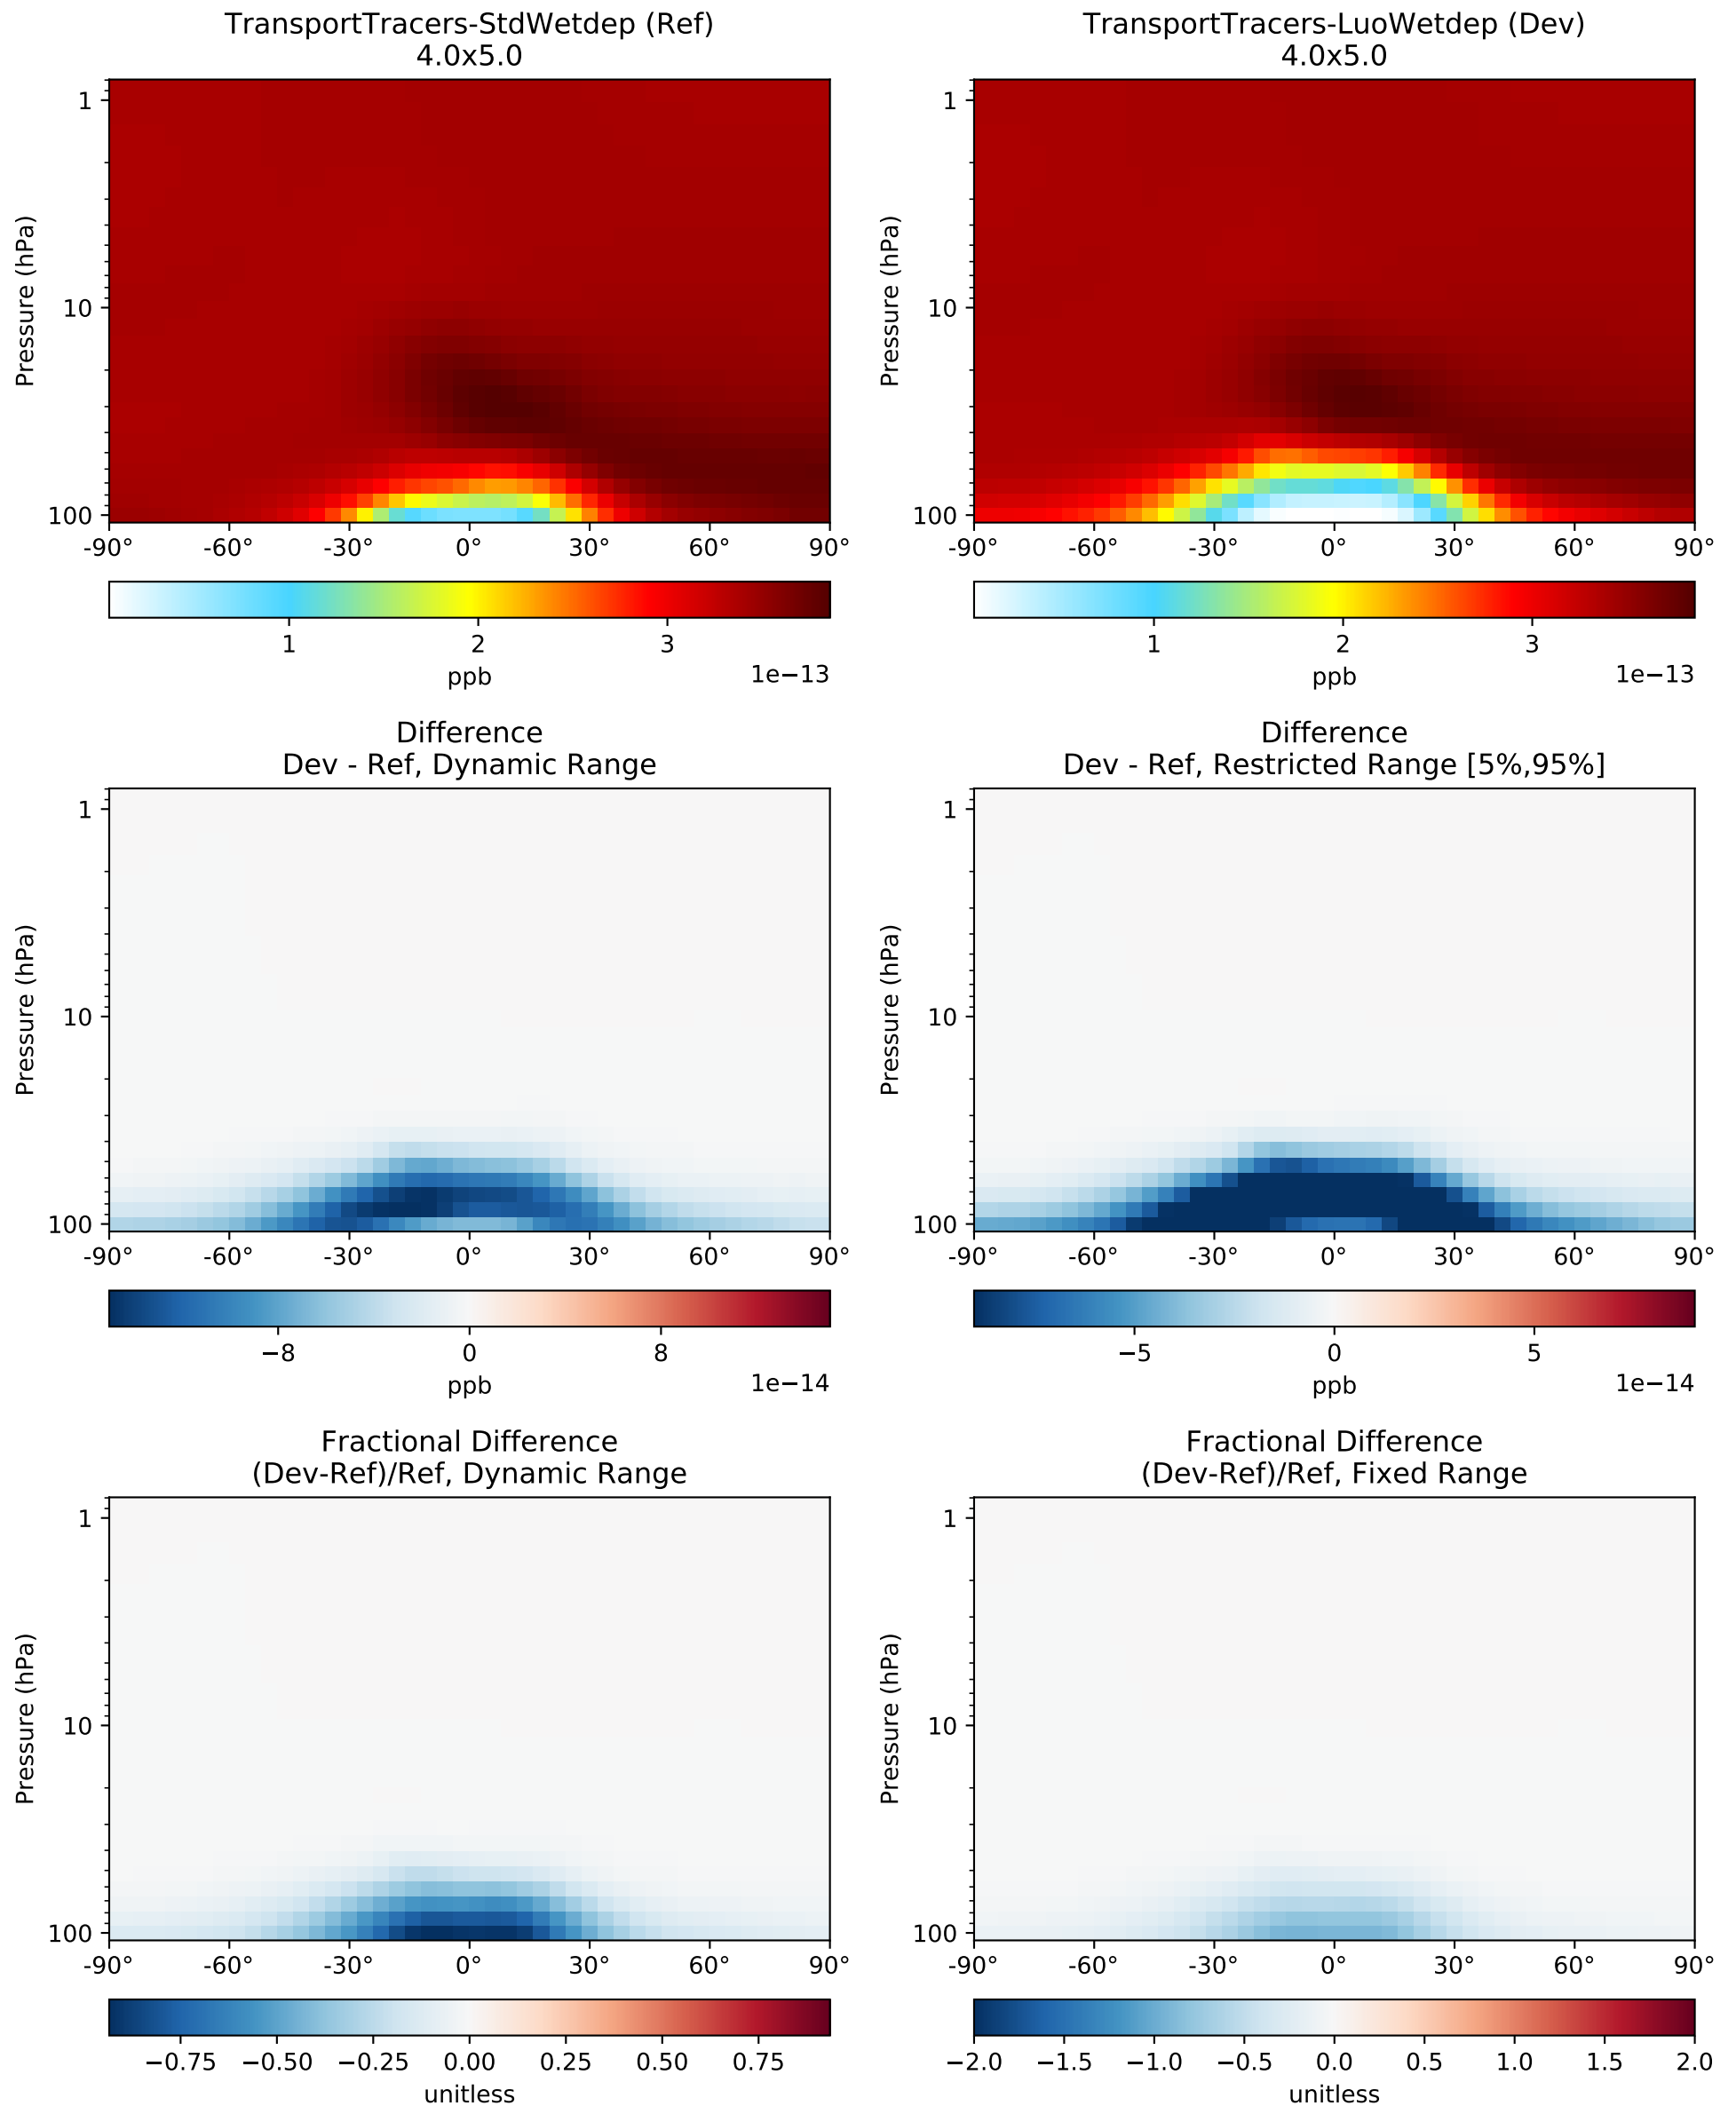 TransportTracers-StdWetdep (Ref)
4.0x5.0
1
10
100
Pressure (hPa)
-90° -60° -30° 0° 30° 60° 90°
1 2 3
ppb 1e−13
TransportTracers-LuoWetdep (Dev)
4.0x5.0
1
10
100
Pressure (hPa)
-90° -60° -30° 0° 30° 60° 90°
1 2 3
ppb 1e−13
Difference
Dev - Ref, Dynamic Range
1
10
100
Pressure (hPa)
-90° -60° -30° 0° 30° 60° 90°
−8 0 8
ppb 1e−14
Difference
Dev - Ref, Restricted Range [5%,95%]
1
10
100
Pressure (hPa)
-90° -60° -30° 0° 30° 60° 90°
−5 0 5
ppb 1e−14
Fractional Difference
(Dev-Ref)/Ref, Dynamic Range
1
10
100
Pressure (hPa)
-90° -60° -30° 0° 30° 60° 90°
−0.75 −0.50 −0.25 0.00 0.25 0.50 0.75
unitless
Fractional Difference
(Dev-Ref)/Ref, Fixed Range
1
10
100
Pressure (hPa)
-90° -60° -30° 0° 30° 60° 90°
−2.0 −1.5 −1.0 −0.5 0.0 0.5 1.0 1.5 2.0
unitless